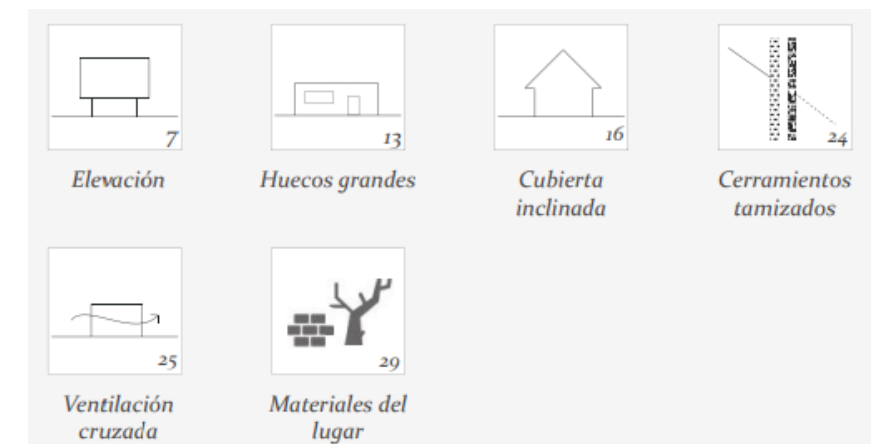 7
13
16
24
Elevación
Huecos grandes
Cubierta
inclinada
Cerramientos
tamizados
25
29
Ventilación
cruzada
Materiales del
lugar